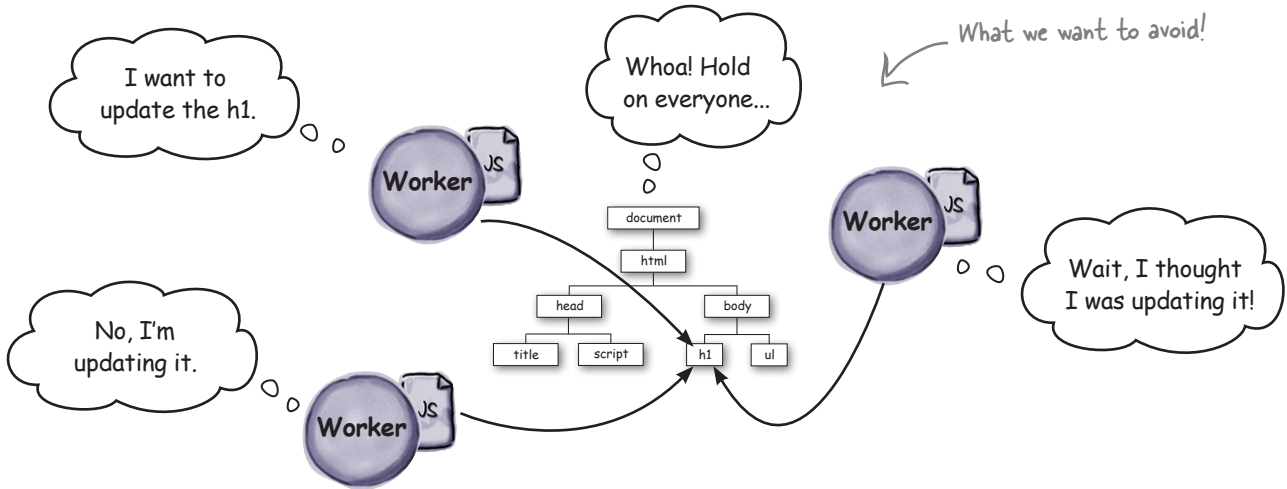 What we want to avoid!
I want to
update the h1.
Whoa! Hold
on everyone...
Worker
JS
document
html
head
body
title
script
h1
ul
Worker
JS
Wait, I thought
I was updating it!
No, I'm
updating it.
Worker
JS